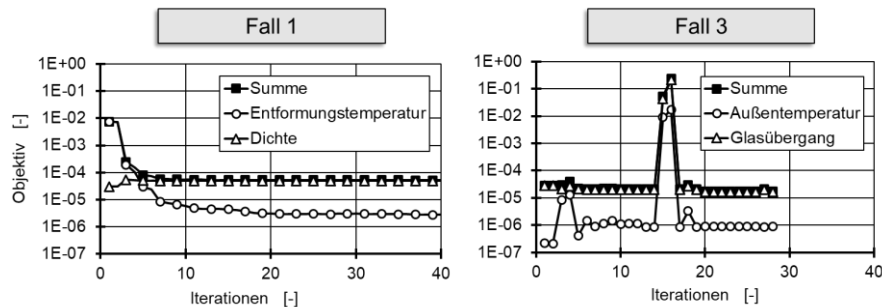 Fall 1
Fall 3
Objektiv [-]
1E+00
1E-01
1E-02
1E-03
1E-04
1E-05
1E-06
1E-07
Summe
Entformungstemperatur
Dichte
0 10 20 30 40
Iterationen [-]
1E+00
1E-01
1E-02
1E-03
1E-04
1E-05
1E-06
1E-07
Summe
Außentemperatur
Glasübergang
0 10 20 30 40
Iterationen [-]